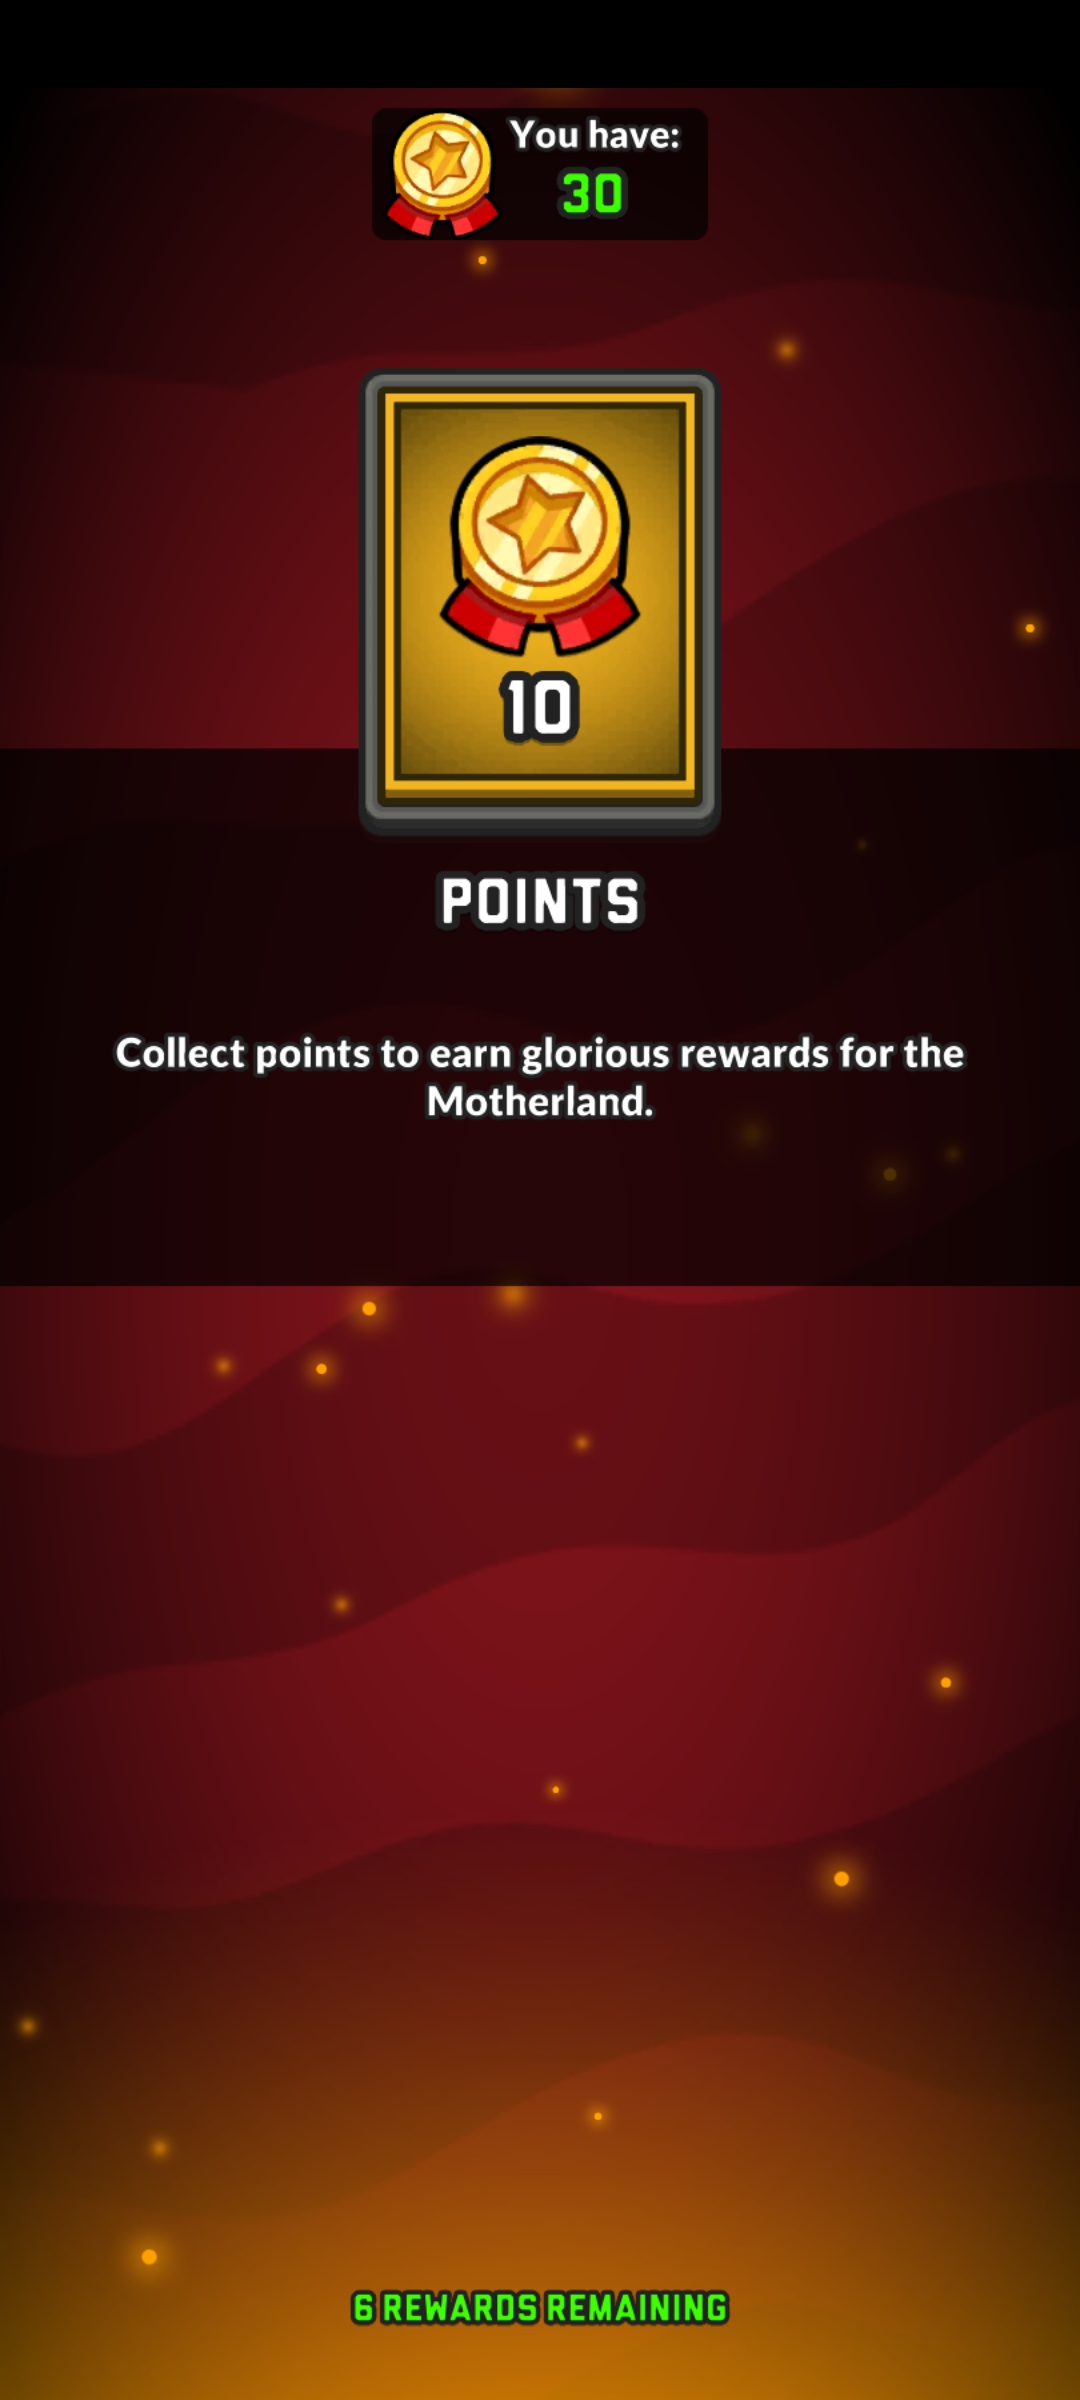 You have:
30
10
POINTS
Collect points to earn glorious rewards for the
Motherland.
6 REWARDS REMAINING